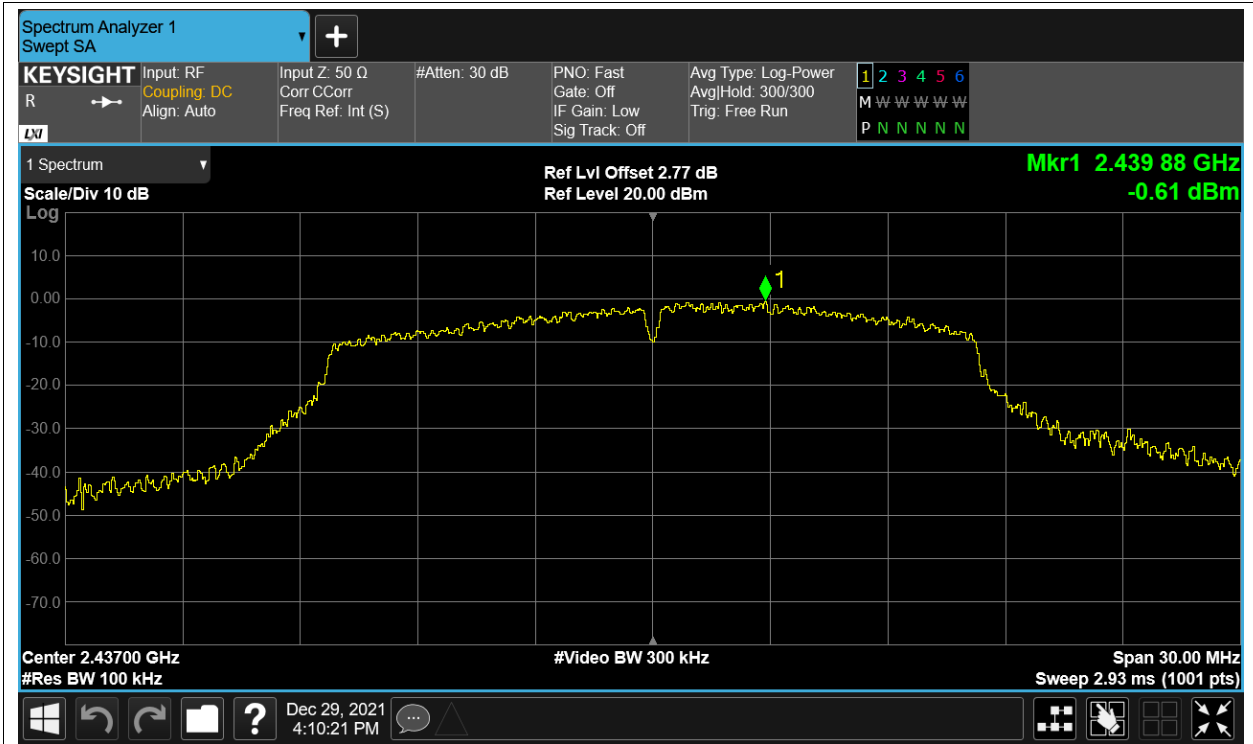 Spectrum Analyzer 1
Swept SA
+
KEYSIGHT
R
LXI
Input: RF
Coupling: DC
Align: Auto
Input Z: 50 Ω
Corr CCorr
Freq Ref: Int (S)
#Atten: 30 dB
PNO: Fast
Gate: Off
IF Gain: Low
Sig Track: Off
Avg Type: Log-Power
Avg|Hold: 300/300
Trig: Free Run
1 2 3 4 5 6
M W W W W W
P N N N N N
1 Spectrum
Scale/Div 10 dB
Ref Lvl Offset 2.77 dB
Ref Level 20.00 dBm
Mkr1 2.439 88 GHz
-0.61 dBm
Log
10.0
0.00
-10.0
-20.0
-30.0
-40.0
-50.0
-60.0
-70.0
1
Center 2.43700 GHz
#Res BW 100 kHz
#Video BW 300 kHz
Span 30.00 MHz
Sweep 2.93 ms (1001 pts)
?
Dec 29, 2021
4:10:21 PM